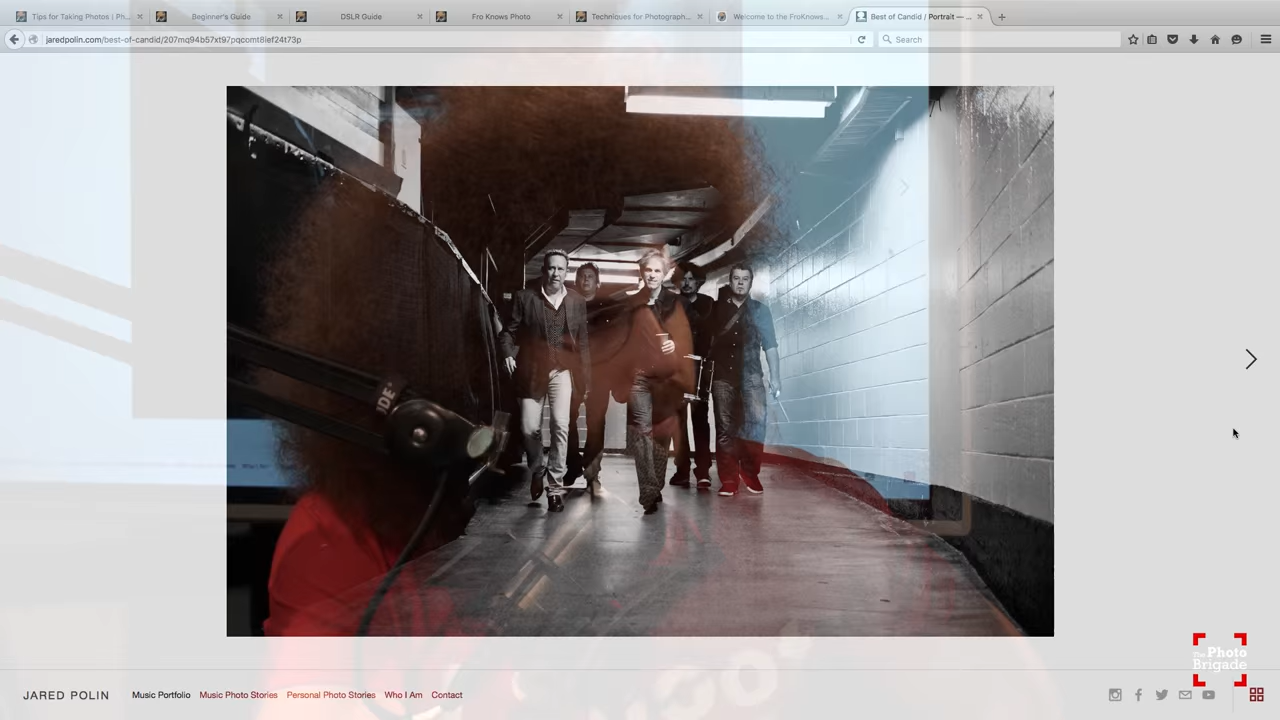 Tips for Taking Photos | Ph...
Beginner's Guide
DSLR Guide
Fro Knows Photo
Techniques for Photograph...
Welcome to the FroKnows...
Best of Candid / Portrait — ...
jaredpolin.com/best-of-candid/207mq94b57xt97pqcomt8lef24t73p
Search
The Photo
Brigade
JARED POLIN
Music Portfolio
Music Photo Stories
Personal Photo Stories
Who I Am
Contact